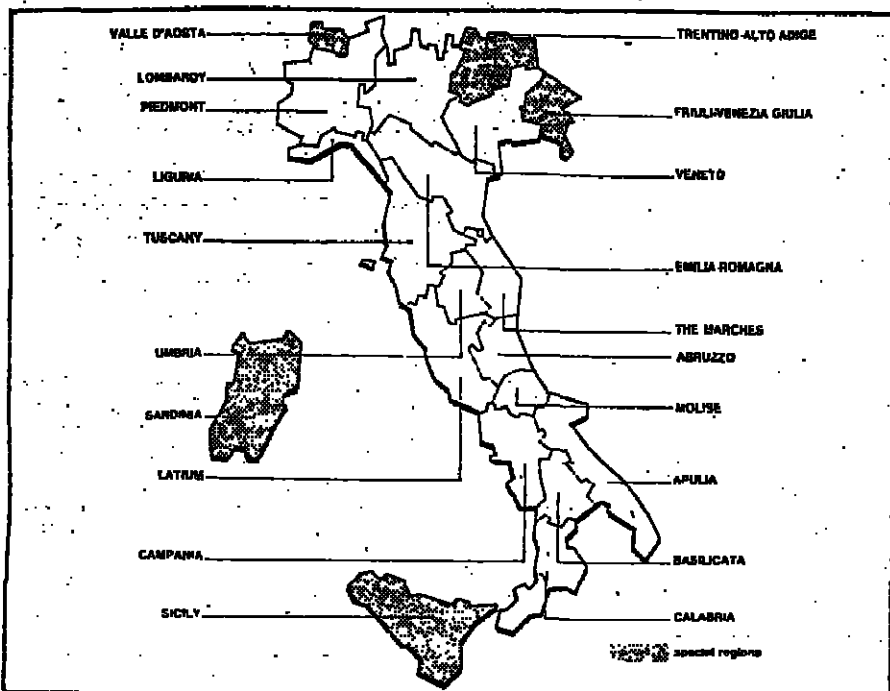 VALLE D'AOSTA
LOMBARDY
PIEDMONT
LIGURIA
TUSCANY
UMBRIA
SARDINIA
LATIUM
CAMPANIA
SICILY
TRENTINO-ALTO ADIGE
FRIULI-VENEZIA GIULIA
VENETO
EMILIA ROMAGNA
THE MARCHES
ABRUZZO
MOLISE
APULIA
BASILICATA
CALABRIA
special regions